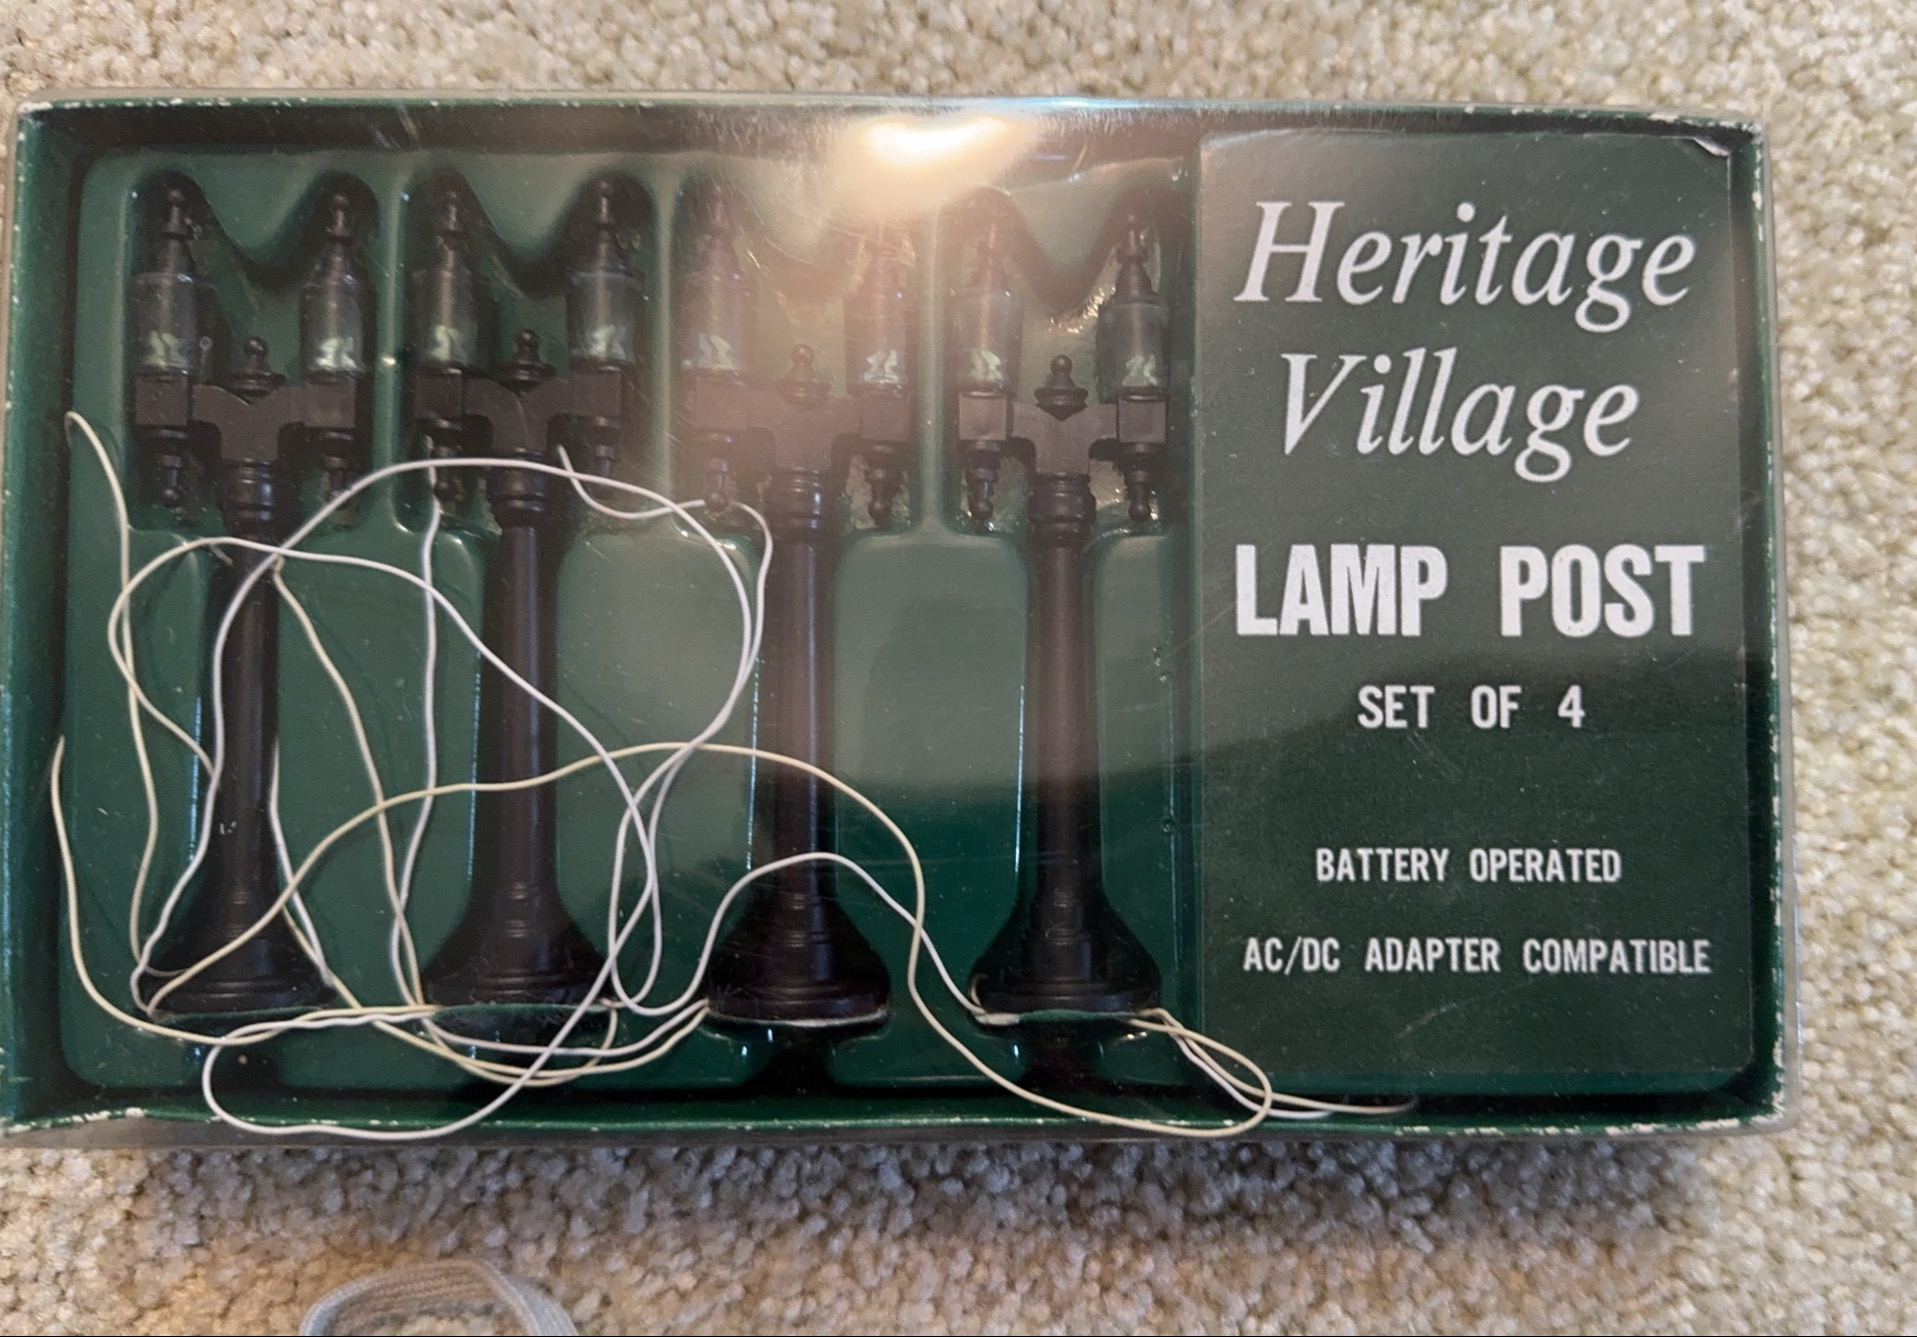 Heritage
Village
LAMP POST
SET OF 4
BATTERY OPERATED
AC/DC ADAPTER COMPATIBLE